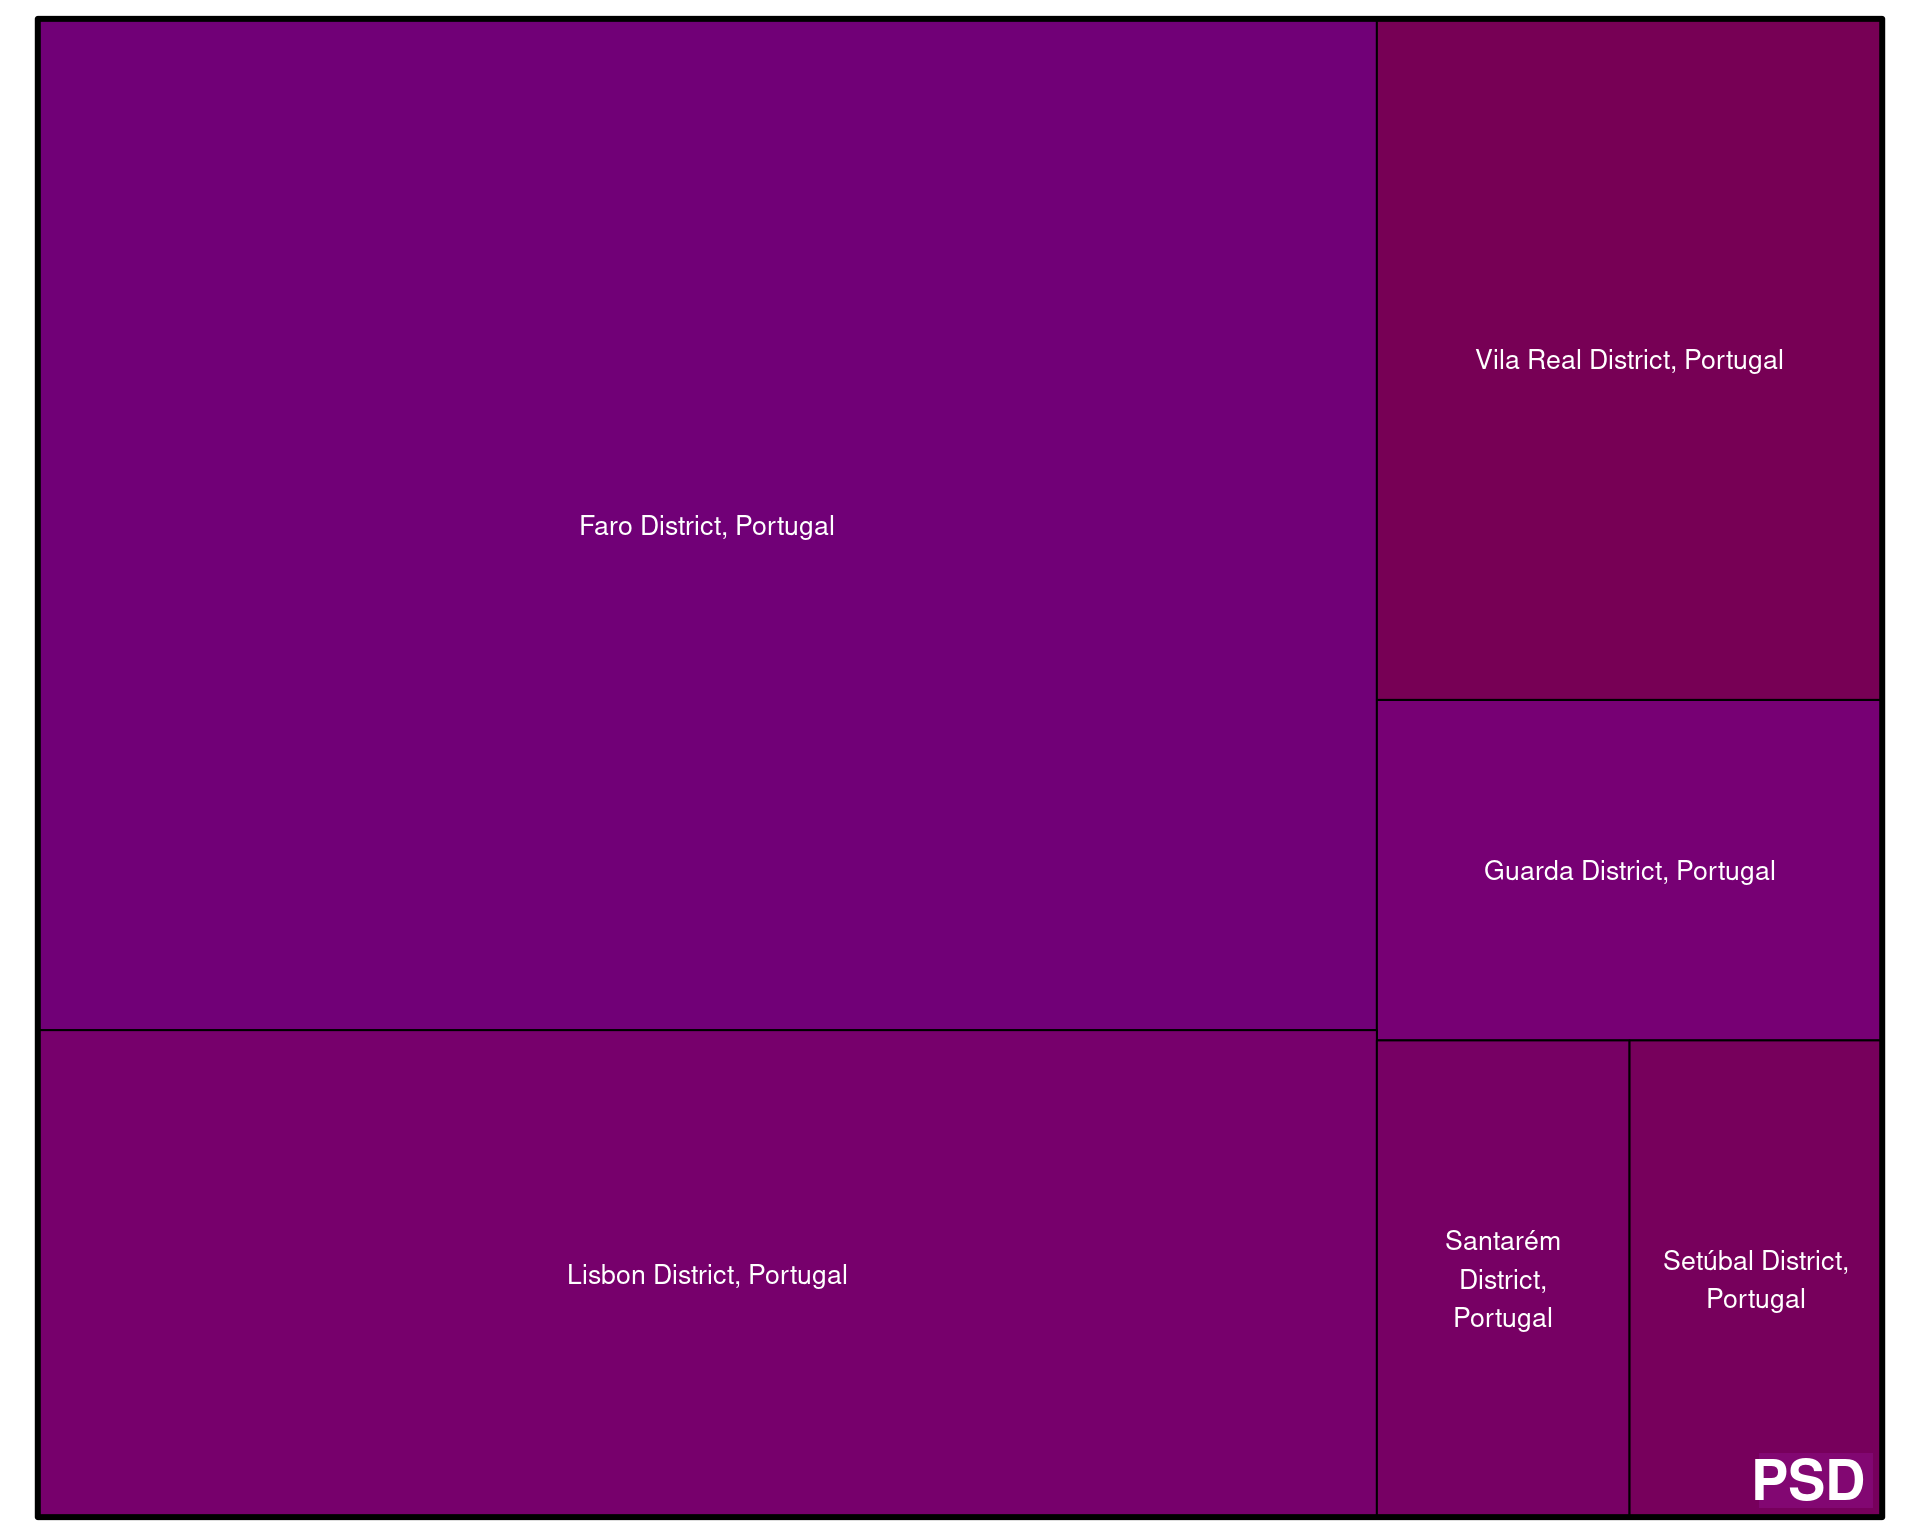 Faro District, Portugal
Lisbon District, Portugal
Vila Real District, Portugal
Guarda District, Portugal
Santarém
District,
Portugal
Setúbal District,
Portugal
PSD